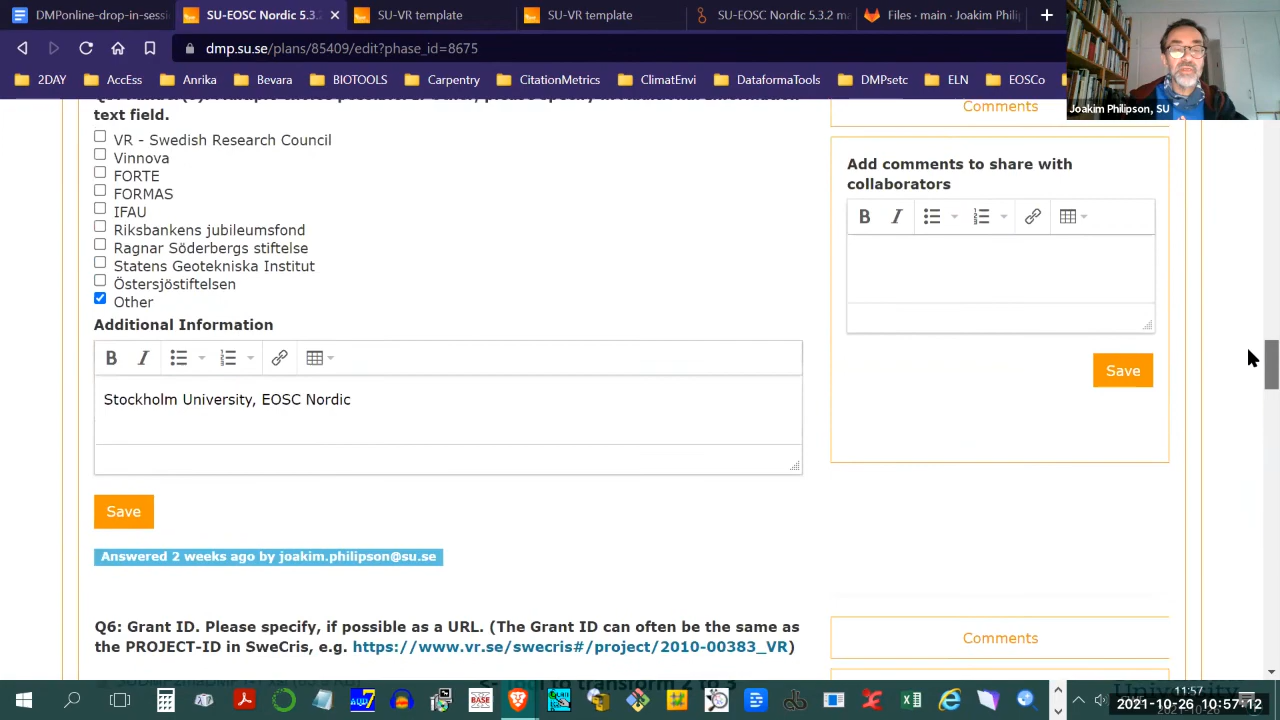 DMPonline-drop-in-sessi
SU-EOSC Nordic 5.3.2
SU-VR template
SU-VR template
SU-EOSC Nordic 5.3.2 ma
Files · main · Joakim Philip
dmp.su.se/plans/85409/edit?phase_id=8675
2DAY
AccEss
Anrika
Bevara
BIOTOOLS
Carpentry
CitationMetrics
ClimatEnvi
DataformaTools
DMPsetc
ELN
EOSCo
Joakim Philipson, SU
text field.
VR - Swedish Research Council
Vinnova
FORTE
FORMAS
IFAU
Riksbankens jubileumsfond
Ragnar Söderbergs stiftelse
Statens Geotekniska Institut
Östersjöstiftelsen
Other
Additional Information
Stockholm University, EOSC Nordic
Save
Answered 2 weeks ago by joakim.philipson@su.se
Q6: Grant ID. Please specify, if possible as a URL. (The Grant ID can often be the same as
the PROJECT-ID in SweCris, e.g. https://www.vr.se/swecris#/project/2010-00383_VR)
Comments
Add comments to share with
collaborators
Save
Comments
11:57
2021-10-26 10:57:12